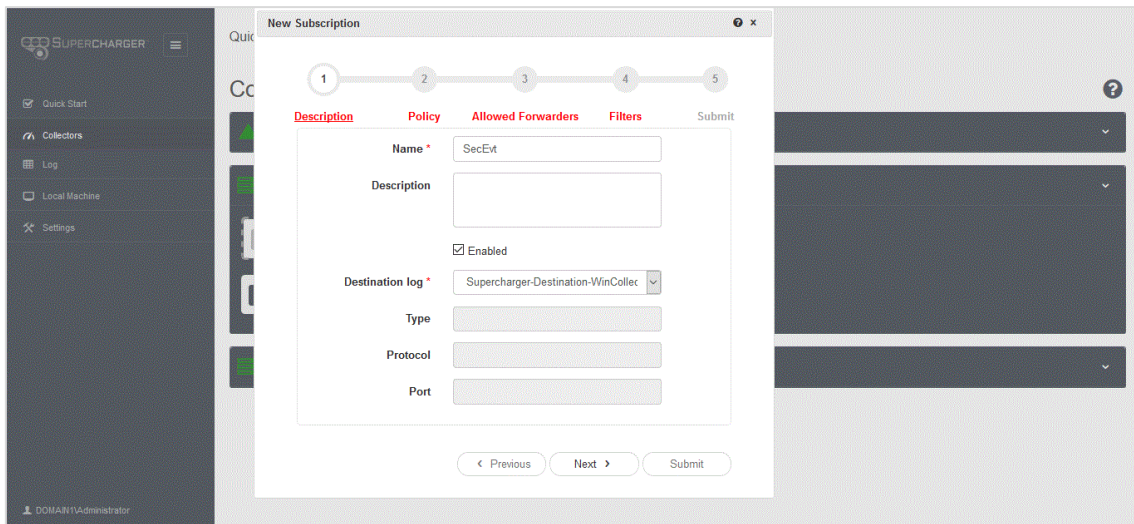 SUPERCHARGER
Quick Start
Collectors
Log
Local Machine
Settings
DOMAIN1\Administrator
Quic
Co
New Subscription
? x
1 2 3 4 5
Description Policy Allowed Forwarders Filters Submit
Name * SecEvt
Description
Enabled
Destination log * Supercharger-Destination-WinCollec
Type
Protocol
Port
< Previous Next > Submit
?